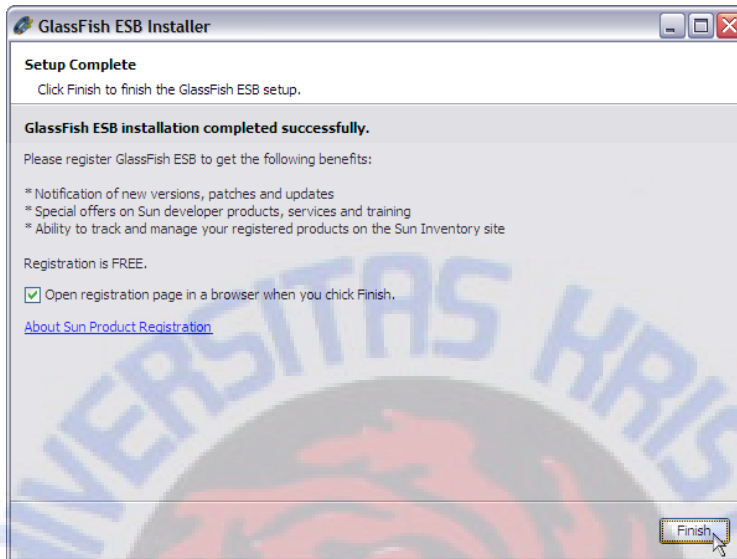 GlassFish ESB Installer
Setup Complete
Click Finish to finish the GlassFish ESB setup.
GlassFish ESB installation completed successfully.
Please register GlassFish ESB to get the following benefits:
* Notification of new versions, patches and updates
* Special offers on Sun developer products, services and training
* Ability to track and manage your registered products on the Sun Inventory site
Registration is FREE.
Open registration page in a browser when you chick Finish.
About Sun Product Registration
VERSITAS KRIS
Finish